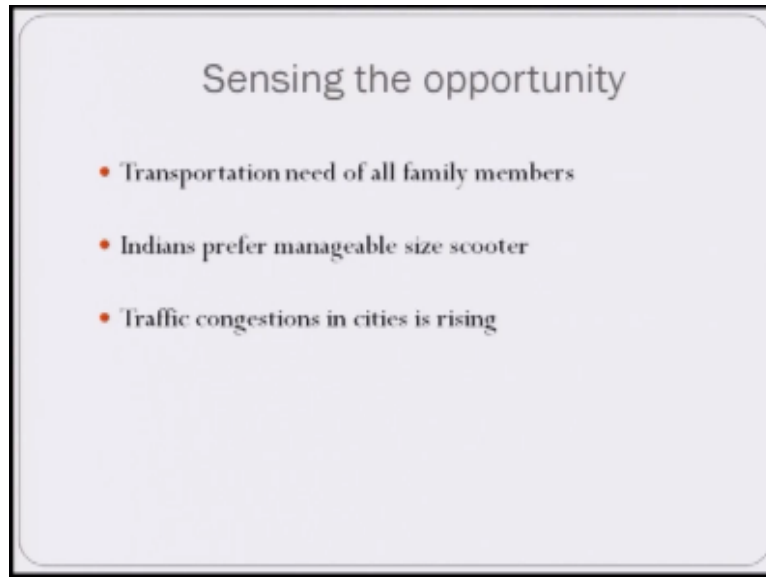 Sensing the opportunity
Transportation need of all family members
Indians prefer manageable size scooter
Traffic congestions in cities is rising